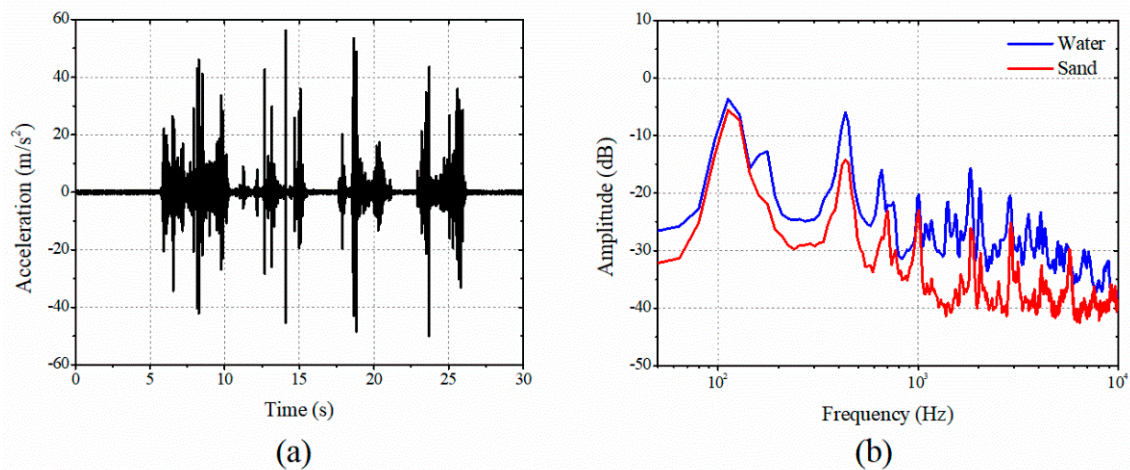 60
40
20
0
-20
-40
-60
0 5 10 15 20 25 30
Acceleration (m/s²)
Time (s)
(a)
10
0
-10
-20
-30
-40
-50
10² 10³ 10⁴
Amplitude (dB)
Frequency (Hz)
Water
Sand
(b)